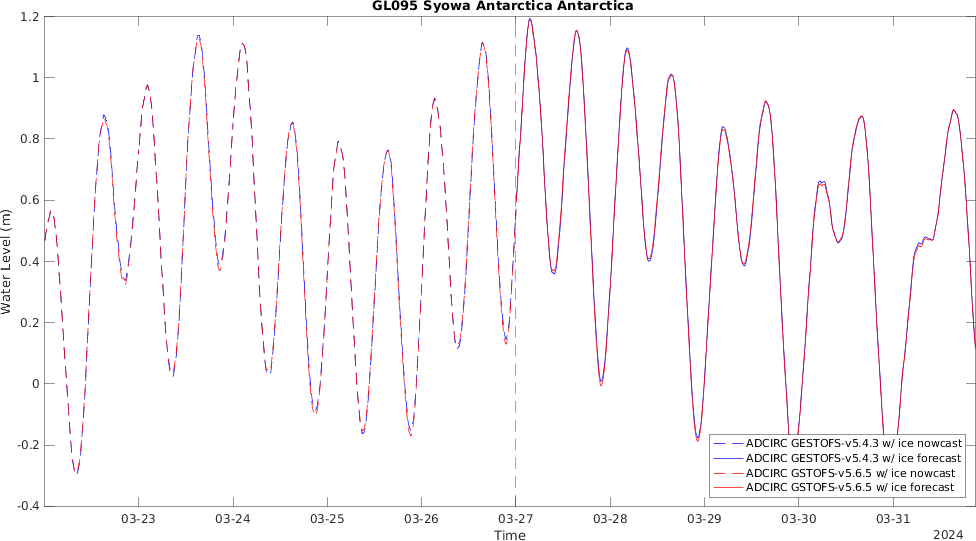 GL095 Syowa Antarctica Antarctica
1.2
1
0.8
0.6
0.4
0.2
0
-0.2
-0.4
Water Level (m)
ADCIRC GESTOFS-v5.4.3 w/ ice nowcast
ADCIRC GESTOFS-v5.4.3 w/ ice forecast
ADCIRC GSTOFS-v5.6.5 w/ ice nowcast
ADCIRC GSTOFS-v5.6.5 w/ ice forecast
03-23 03-24 03-25 03-26 03-27 03-28 03-29 03-30 03-31
Time
2024